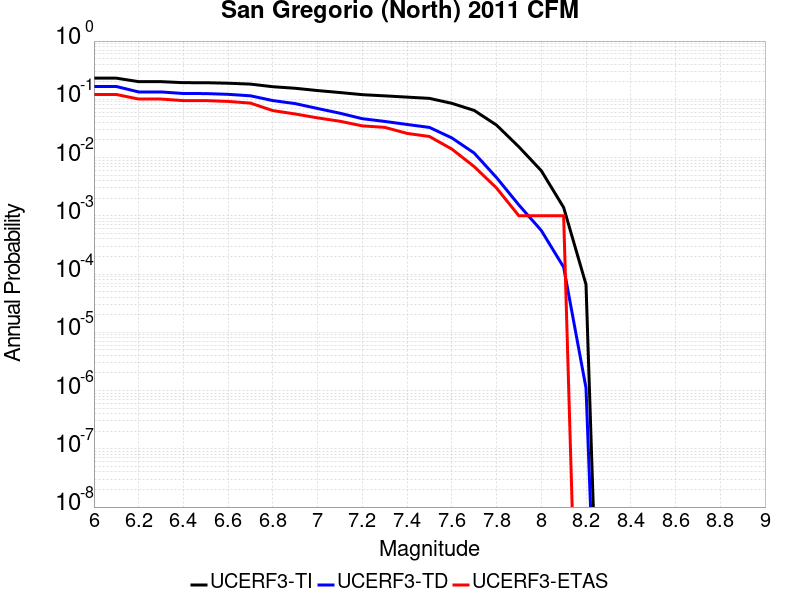 San Gregorio (North) 2011 CFM
10^0
10^-1
10^-2
10^-3
10^-4
10^-5
10^-6
10^-7
10^-8
Annual Probability
6 6.2 6.4 6.6 6.8 7 7.2 7.4 7.6 7.8 8 8.2 8.4 8.6 8.8 9
Magnitude
UCERF3-TI UCERF3-TD UCERF3-ETAS